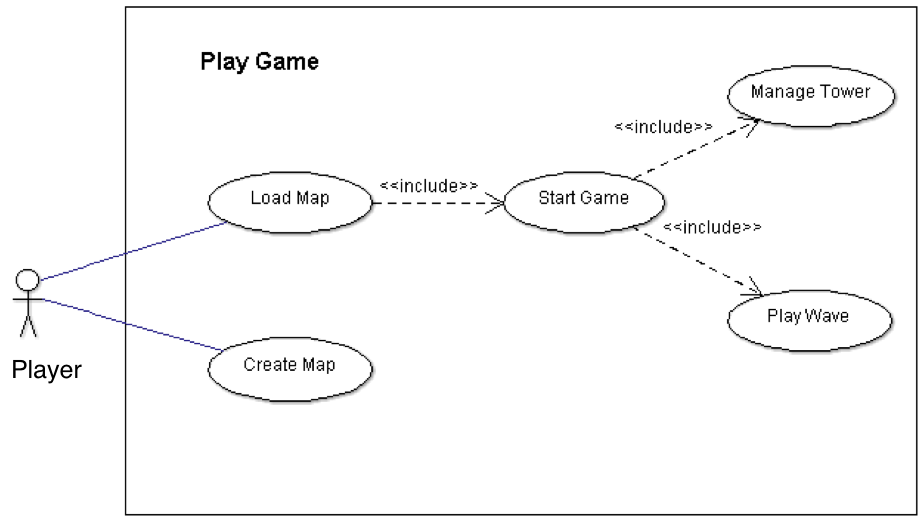 Play Game
Manage Tower
<<include>>
Load Map
<<include>>
Start Game
<<include>>
Play Wave
Create Map
Player